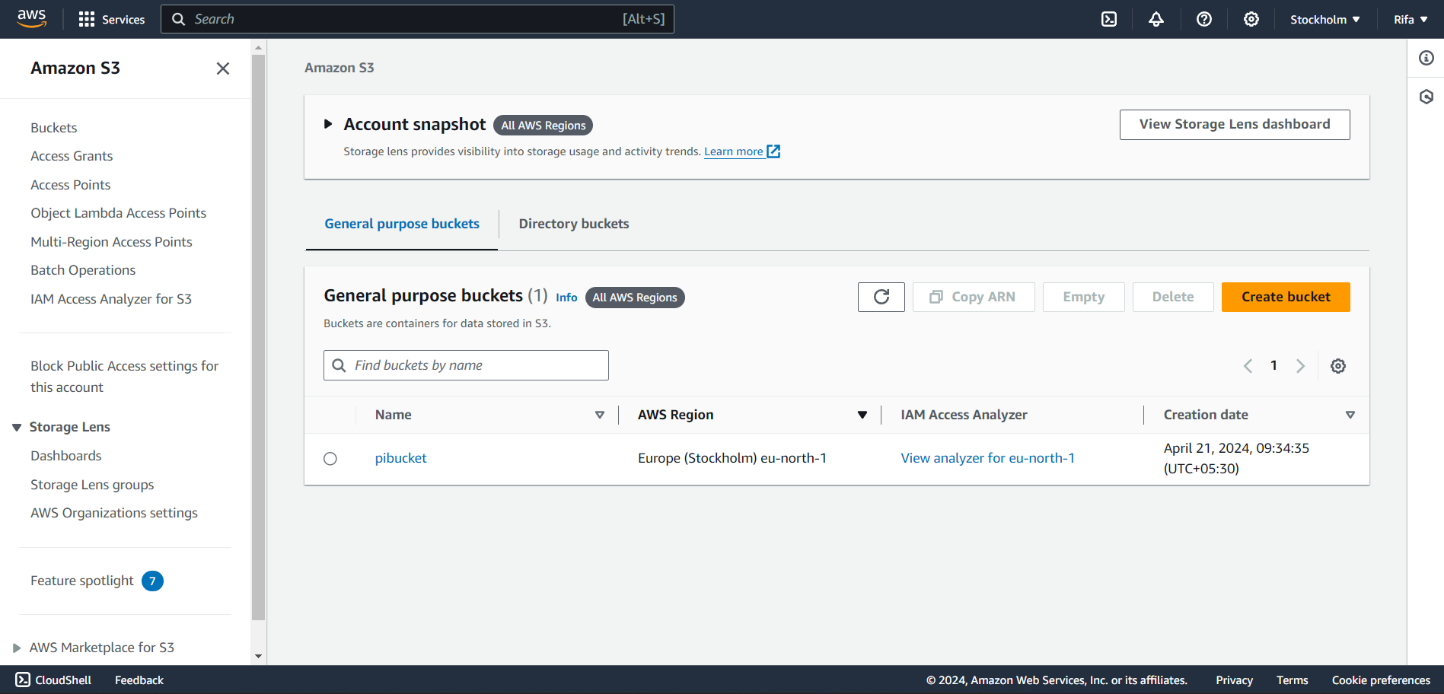 aws
Services
Search [Alt+S]
Stockholm ▼
Rifa ▼
Amazon S3
Buckets
Access Grants
Access Points
Object Lambda Access Points
Multi-Region Access Points
Batch Operations
IAM Access Analyzer for S3
Block Public Access settings for
this account
Storage Lens
Dashboards
Storage Lens groups
AWS Organizations settings
Feature spotlight 7
AWS Marketplace for S3
Amazon S3
Account snapshot All AWS Regions
View Storage Lens dashboard
Storage lens provides visibility into storage usage and activity trends. Learn more
General purpose buckets Directory buckets
General purpose buckets (1) Info All AWS Regions
Copy ARN Empty Delete Create bucket
Buckets are containers for data stored in S3.
Find buckets by name
1
Name AWS Region IAM Access Analyzer Creation date
pibucket Europe (Stockholm) eu-north-1 View analyzer for eu-north-1 April 21, 2024, 09:34:35
(UTC+05:30)
CloudShell Feedback © 2024, Amazon Web Services, Inc. or its affiliates. Privacy Terms Cookie preferences